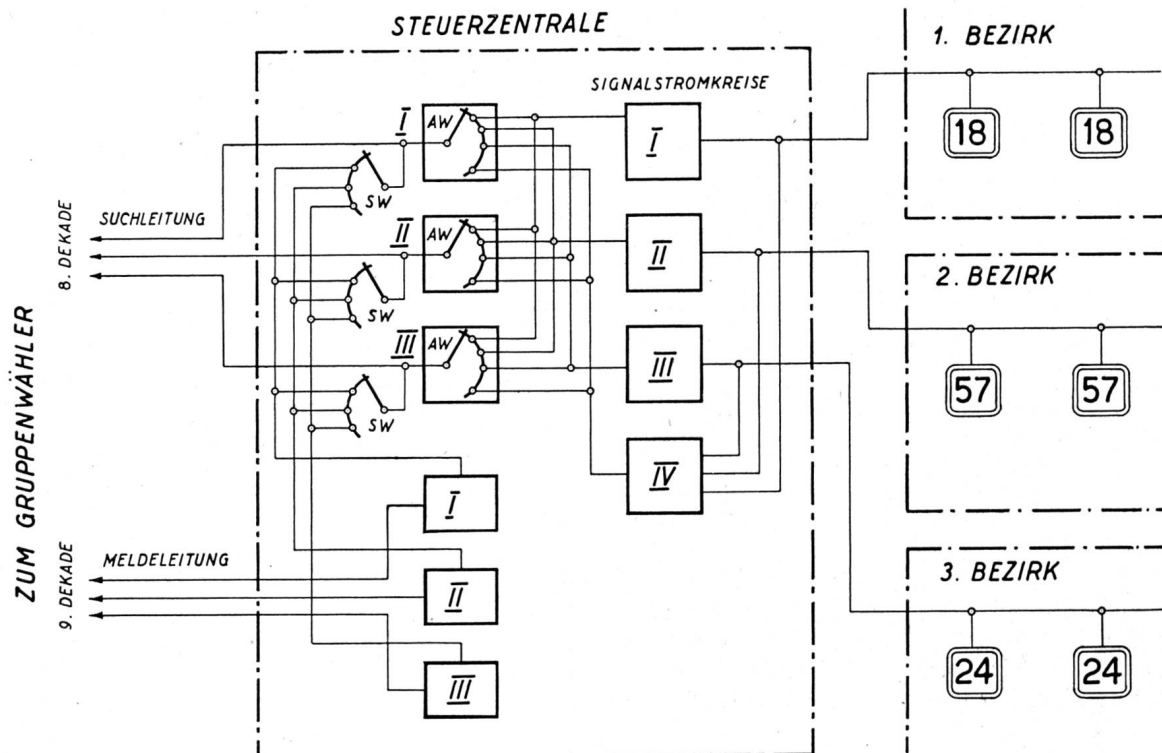 STEUERZENTRALE
1. BEZIRK
SIGNALSTROMKREISE
I
AW
I
18
18
SW
SUCHLEITUNG
8. DEKADE
II
AW
II
2. BEZIRK
SW
III
AW
III
57
57
SW
ZUM GRUPPENWÄHLER
IV
I
MELDELEITUNG
9. DEKADE
II
3. BEZIRK
III
24
24